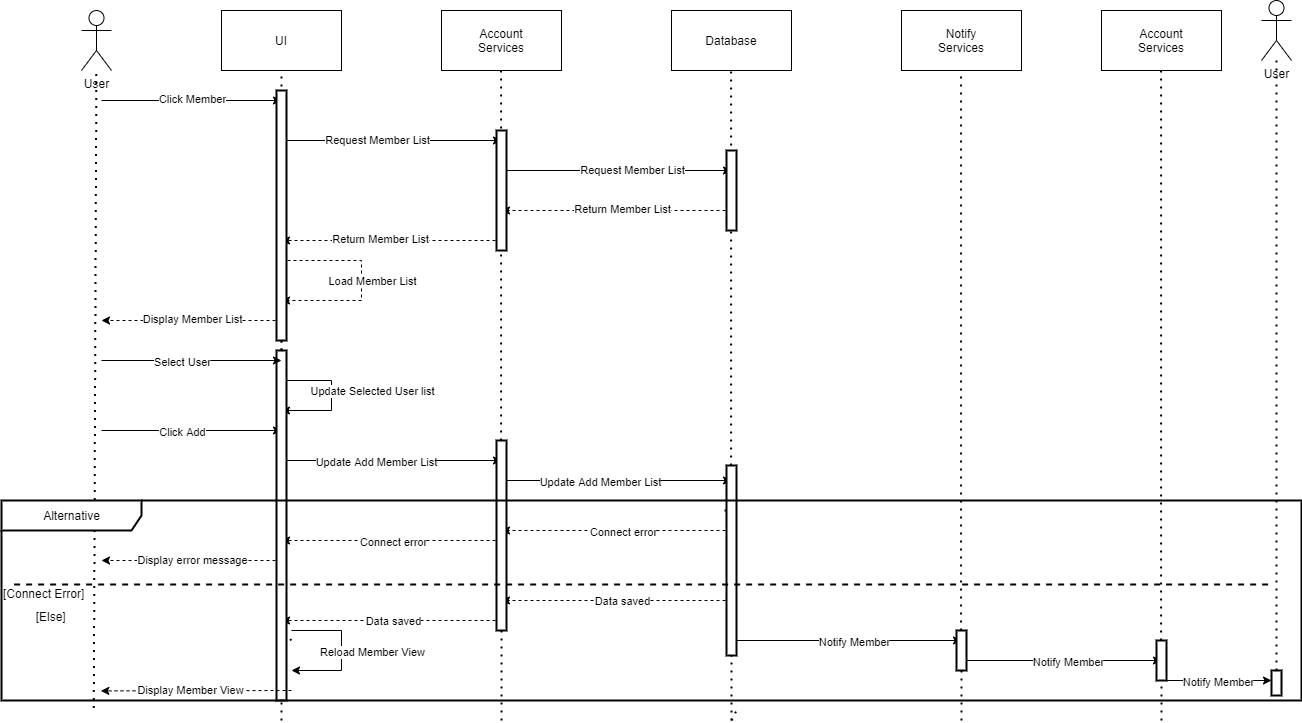 User
UI
Account
Services
Database
Notify
Services
Account
Services
User
Click Member
Request Member List
Request Member List
Return Member List
Return Member List
Load Member List
Display Member List
Select User
Update Selected User list
Click Add
Update Add Member List
Update Add Member List
Alternative
Connect error
Connect error
Display error message
[Connect Error]
[Else]
Data saved
Data saved
Notify Member
Reload Member View
Notify Member
Notify Member
Display Member View